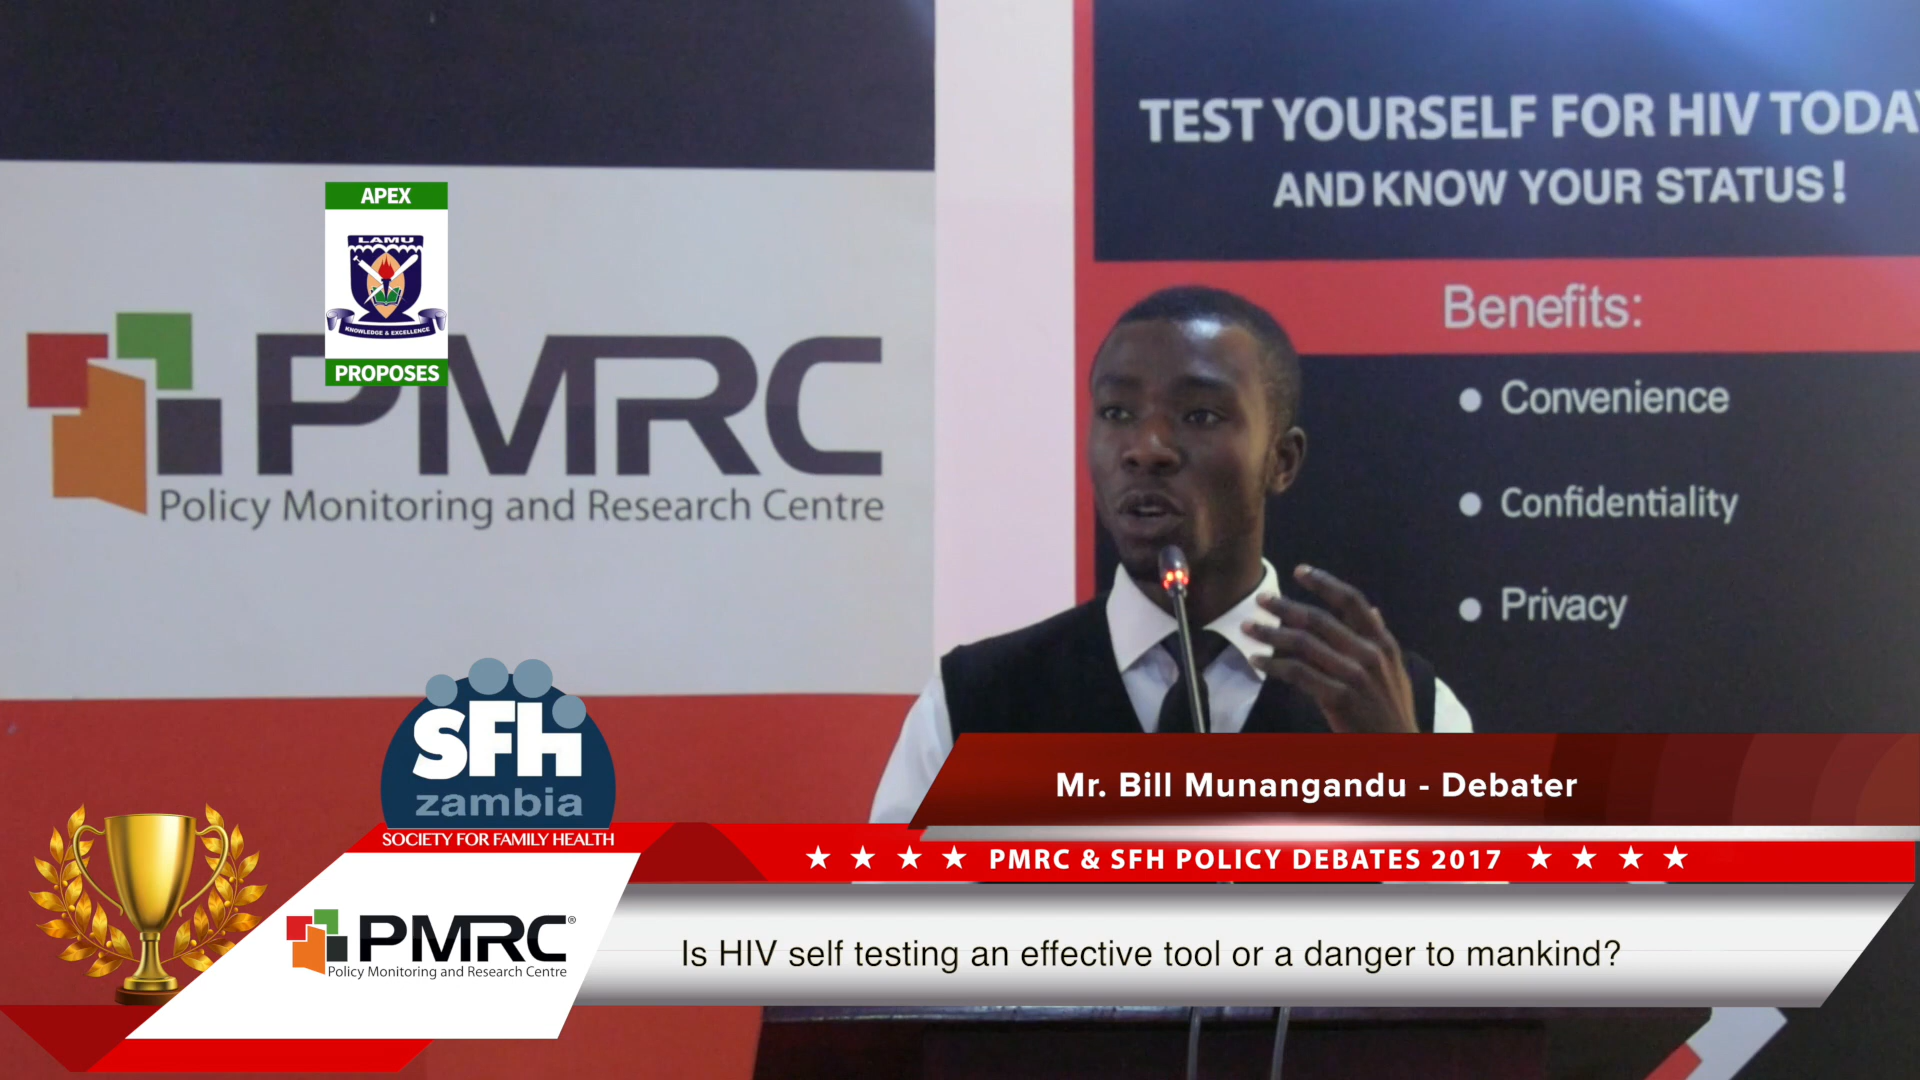 TEST YOURSELF FOR HIV TODA
AND KNOW YOUR STATUS!
Benefits:
Convenience
Confidentiality
Privacy
APEX
LAMU
KNOWLEDGE & EXCELLENCE
PROPOSES
PMRC
Policy Monitoring and Research Centre
SFh
zambia
SOCIETY FOR FAMILY HEALTH
Mr. Bill Munangandu - Debater
PMRC & SFH POLICY DEBATES 2017
PMRC®
Policy Monitoring and Research Centre
Is HIV self testing an effective tool or a danger to mankind?